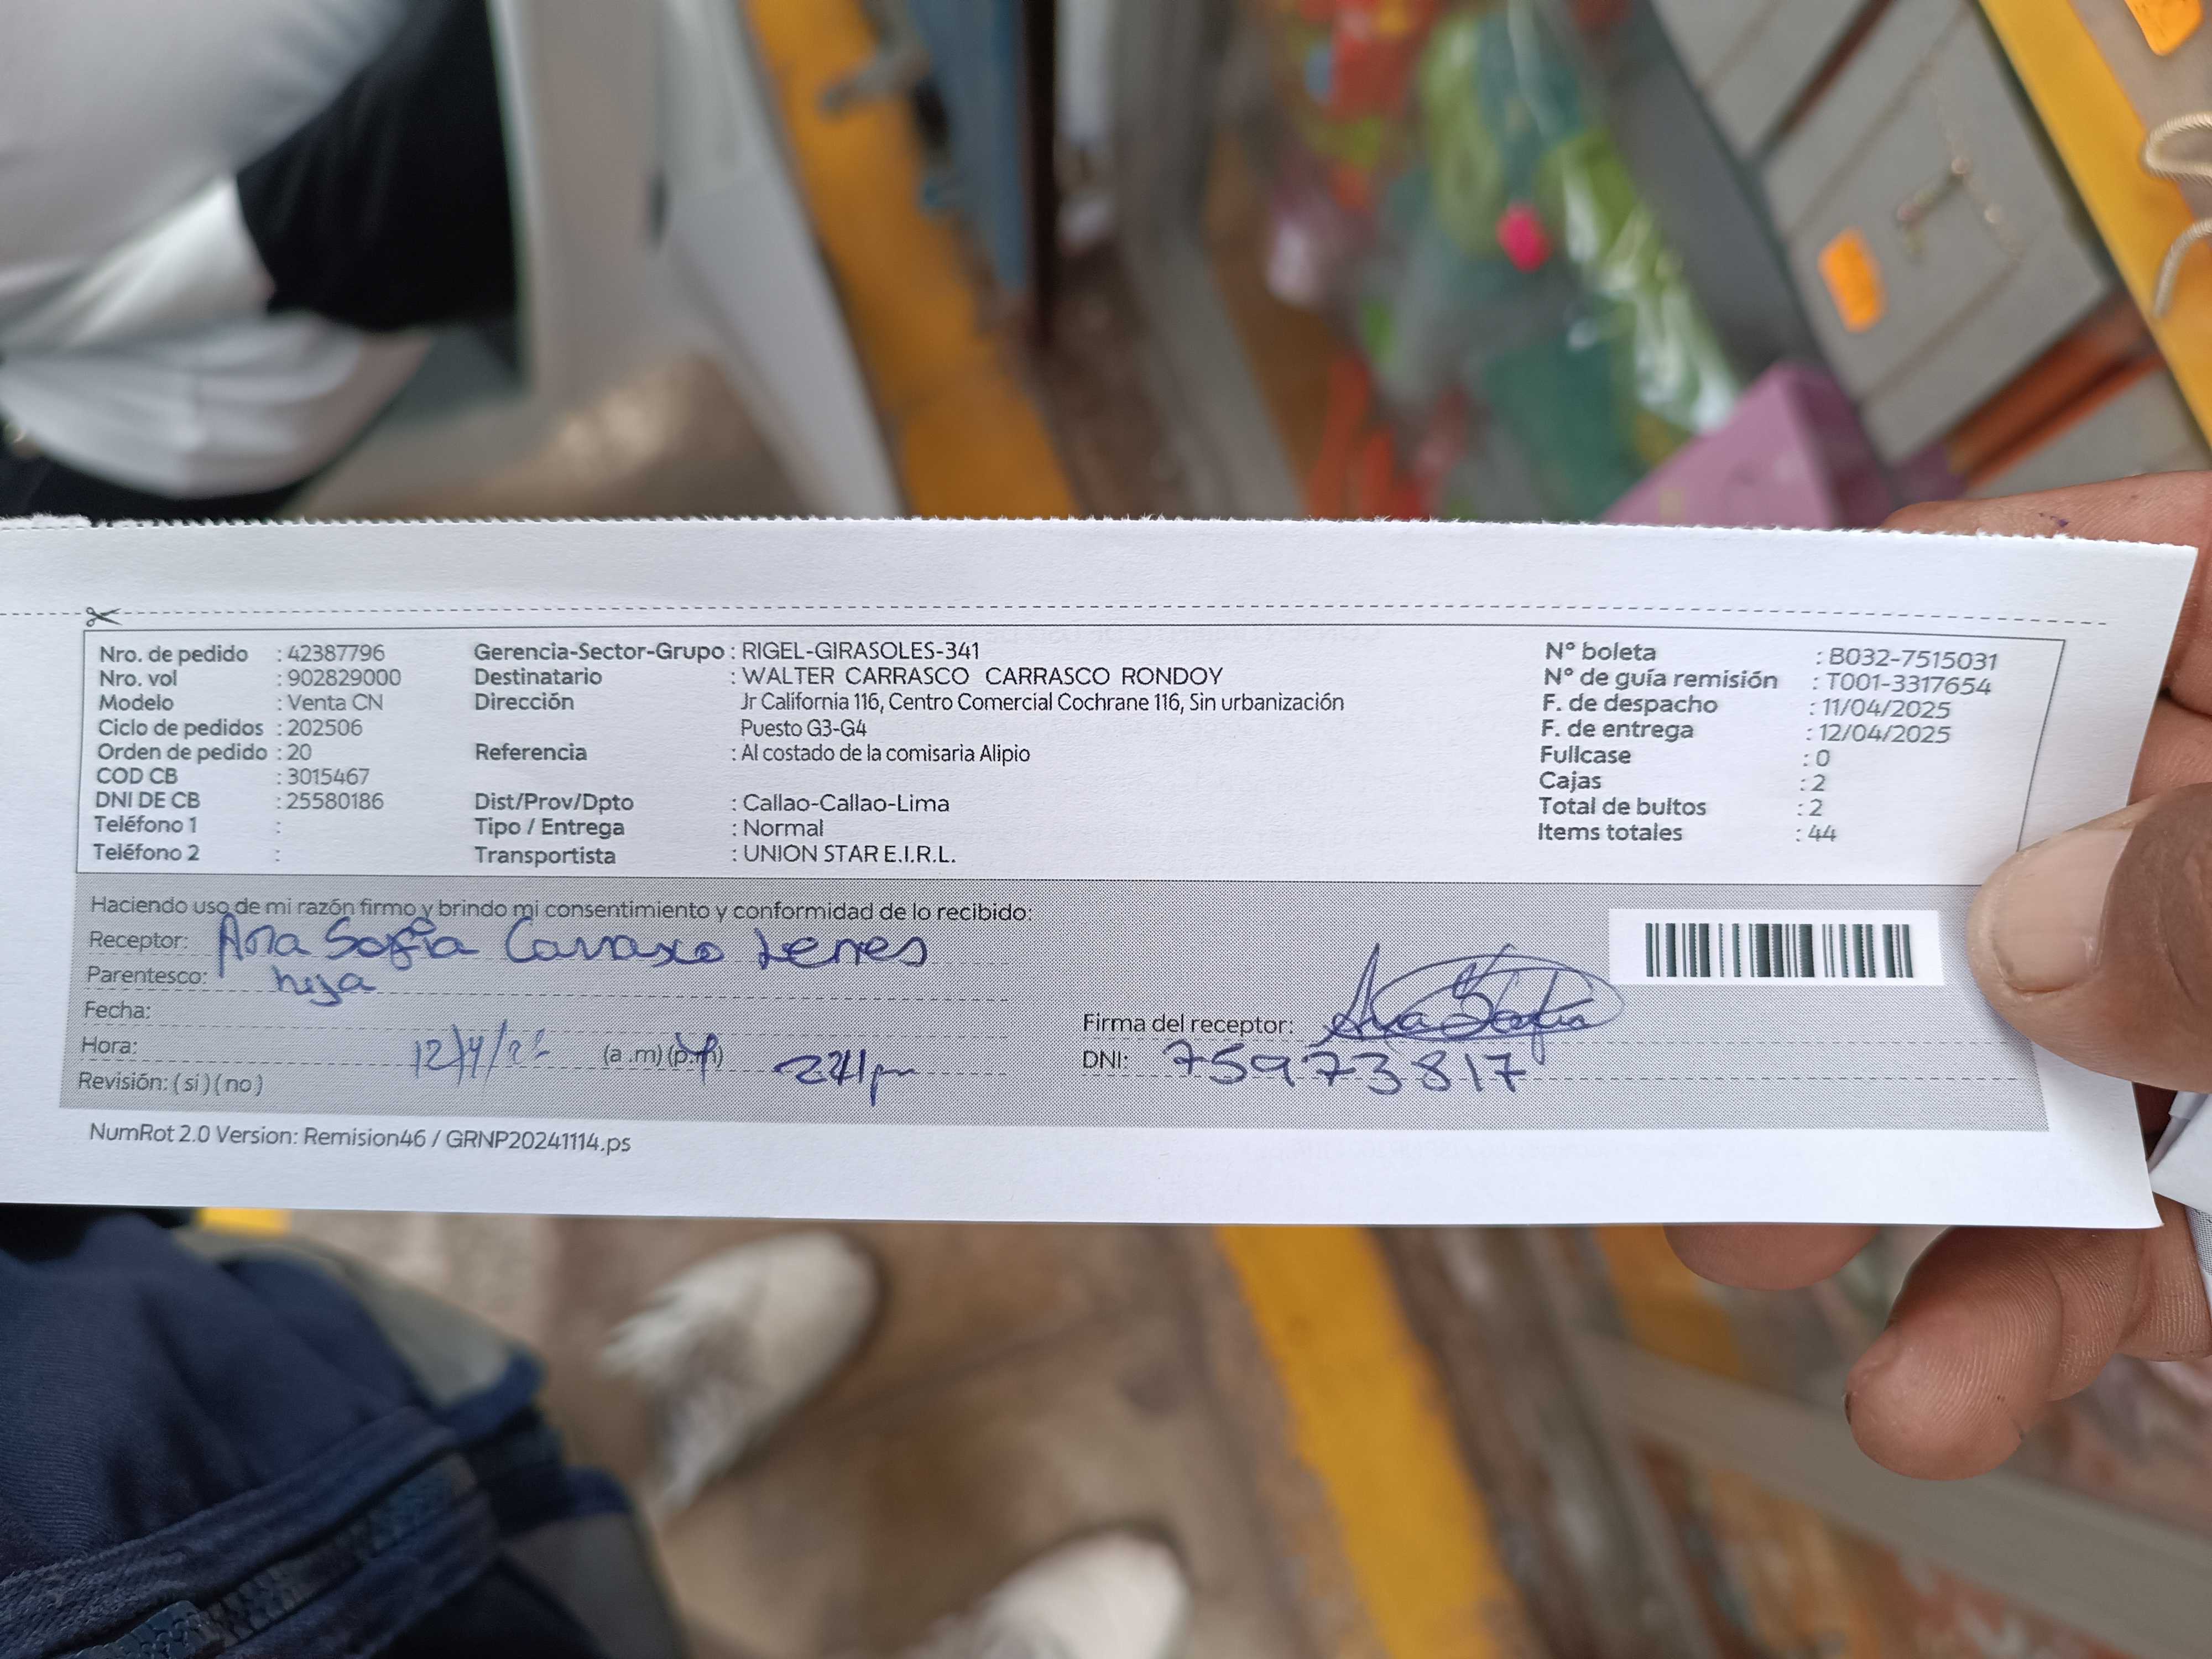 Nro. de pedido : 42387796
Nro. vol : 902829000
Modelo : Venta CN
Ciclo de pedidos : 202506
Orden de pedido : 20
COD CB : 3015467
DNI DE CB : 25580186
Teléfono 1 :
Teléfono 2 :
Gerencia-Sector-Grupo : RIGEL-GIRASOLES-341
Destinatario : WALTER CARRASCO CARRASCO RONDOY
Dirección Jr California 116, Centro Comercial Cochrane 116, Sin urbanización
Puesto G3-G4
Referencia : Al costado de la comisaria Alipio
Dist/Prov/Dpto : Callao-Callao-Lima
Tipo / Entrega : Normal
Transportista : UNION STAR E.I.R.L.
N° boleta : B032-7515031
N° de guía remisión : T001-3317654
F. de despacho : 11/04/2025
F. de entrega : 12/04/2025
Fullcase : 0
Cajas : 2
Total de bultos : 2
Items totales : 44
Haciendo uso de mi razón firmo y brindo mi consentimiento y conformidad de lo recibido:
Receptor: Ana Sofía Carrasco
Parentesco: hija
Fecha:
Hora: 12/4/25 (a.m) (p.m) 2:41pm
Revisión: (si) (no)
Firma del receptor: Ana Sofía
DNI: 75973817
NumRot 2.0 Version: Remision46 / GRNP20241114.ps